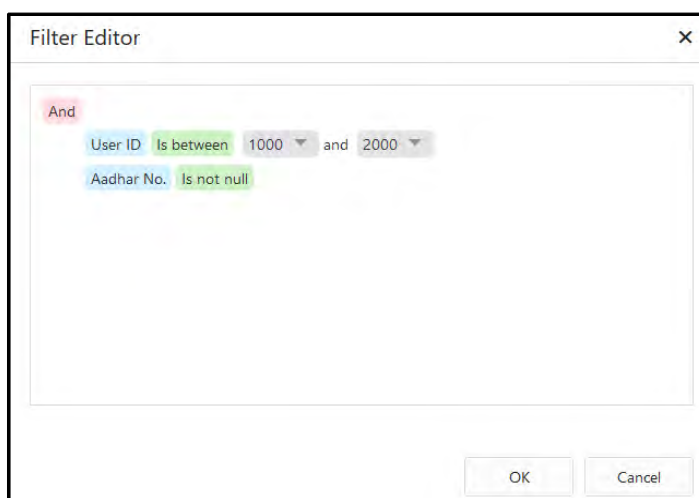 Filter Editor
And
User ID Is between 1000 and 2000
Aadhar No. Is not null
OK Cancel